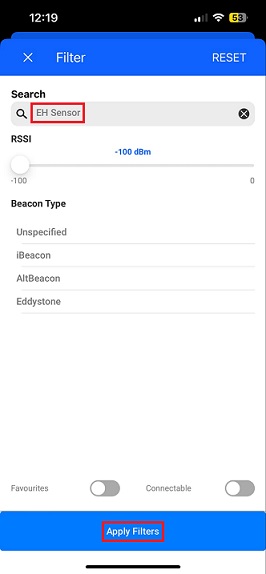 12:19
53
Filter
RESET
Search
EH Sensor
RSSI
-100 dBm
-100
0
Beacon Type
Unspecified
iBeacon
AltBeacon
Eddystone
Favourites
Connectable
Apply Filters